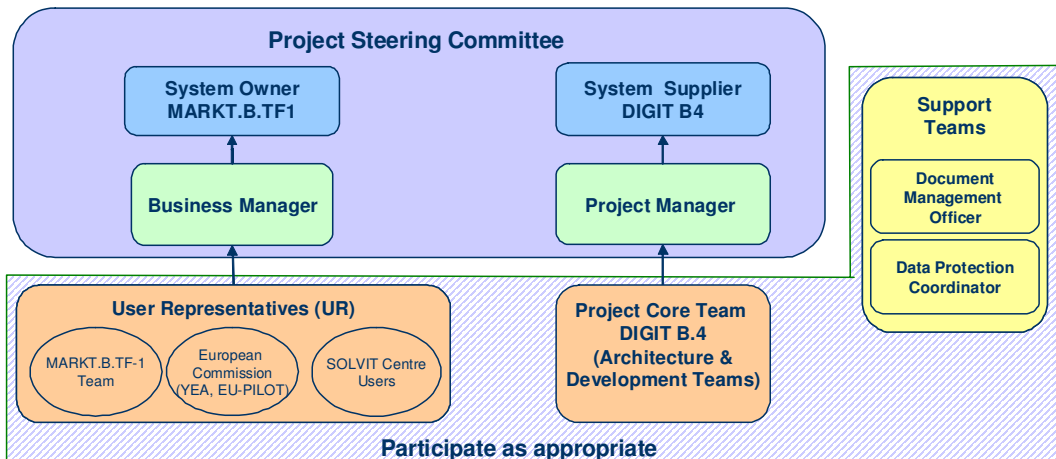 Project Steering Committee
System Owner
MARKT.B.TF1
System Supplier
DIGIT B4
Business Manager
Project Manager
Support
Teams
Document
Management
Officer
Data Protection
Coordinator
User Representatives (UR)
MARKT.B.TF-1
Team
European
Commission
(YEA, EU-PILOT)
SOLVIT Centre
Users
Project Core Team
DIGIT B.4
(Architecture &
Development Teams)
Participate as appropriate